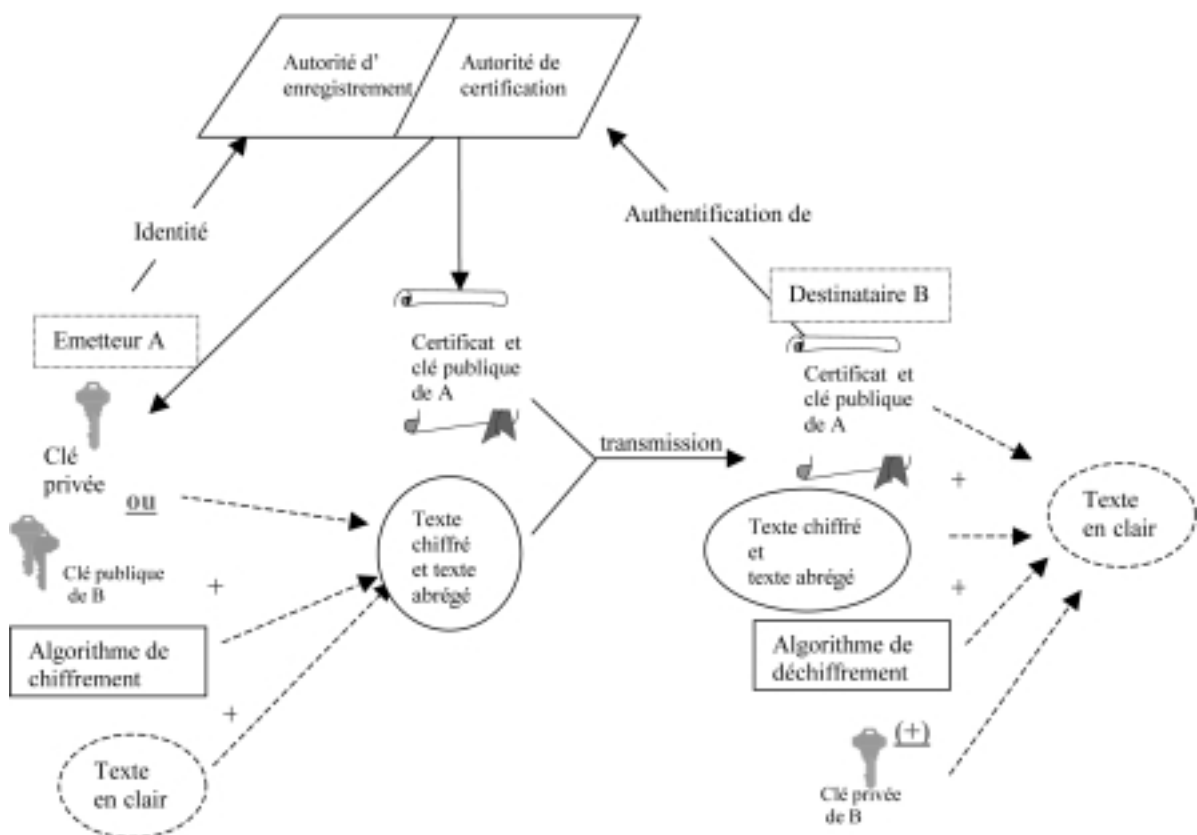 Autorité d'
enregistrement
Autorité de
certification
Identité
Authentification de
Emetteur A
Destinataire B
Certificat et
clé publique
de A
Certificat et
clé publique
de A
Clé
privée
ou
transmission
+
Texte
en clair
Texte
chiffré
et texte
abrégé
Texte chiffré
et
texte abrégé
Clé publique
de B
+
+
Algorithme de
chiffrement
Algorithme de
déchiffrement
+
Texte
en clair
(+)
Clé privée
de B